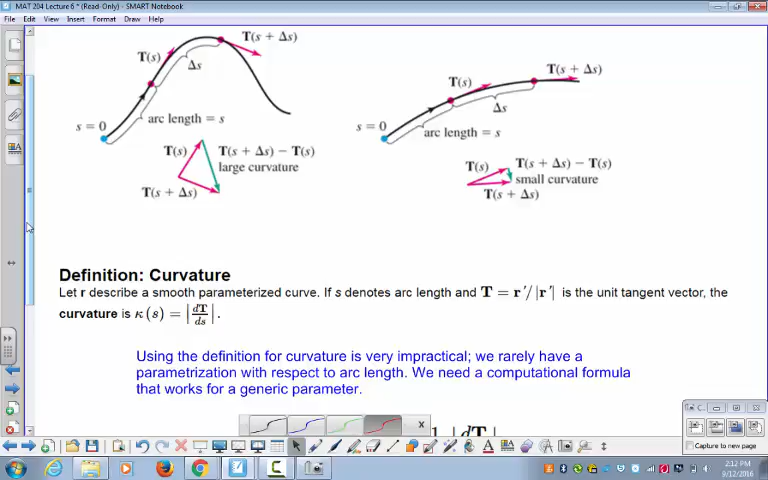 MAT 204 Lecture 6 * (Read-Only) - SMART Notebook
File Edit View Insert Format Draw Help
T(s + Δs)
T(s)
Δs
arc length = s
s = 0
T(s)
T(s + Δs) − T(s)
large curvature
T(s + Δs)
T(s)
T(s + Δs)
Δs
s = 0
arc length = s
T(s)
T(s + Δs) − T(s)
small curvature
T(s + Δs)
Definition: Curvature
Let r describe a smooth parameterized curve. If s denotes arc length and T = r′/|r′| is the unit tangent vector, the
curvature is κ(s) = |dT/ds|.
Using the definition for curvature is very impractical; we rarely have a
parametrization with respect to arc length. We need a computational formula
that works for a generic parameter.
1 | dT |
Capture to new page
2:12 PM
9/12/2016